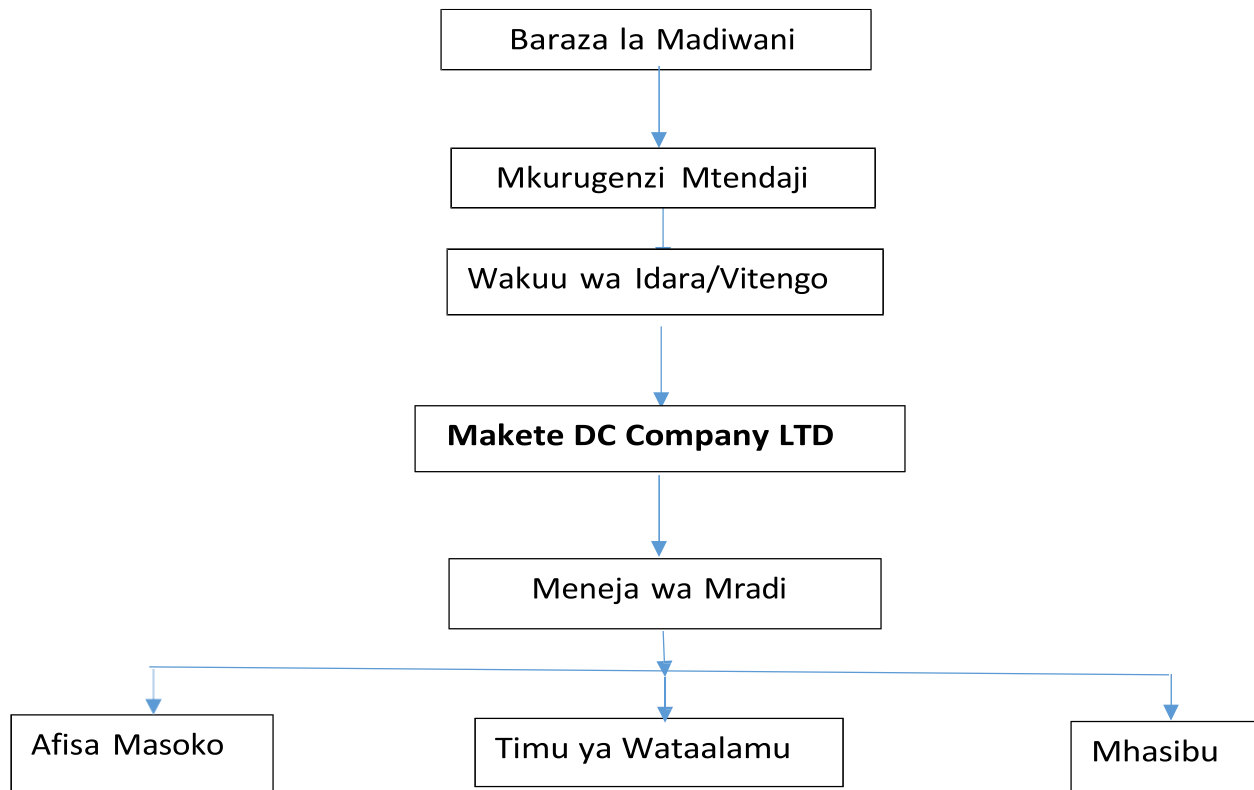 Baraza la Madiwani
Mkurugenzi Mtendaji
Wakuu wa Idara/Vitengo
Makete DC Company LTD
Meneja wa Mradi
Afisa Masoko
Timu ya Wataalamu
Mhasibu